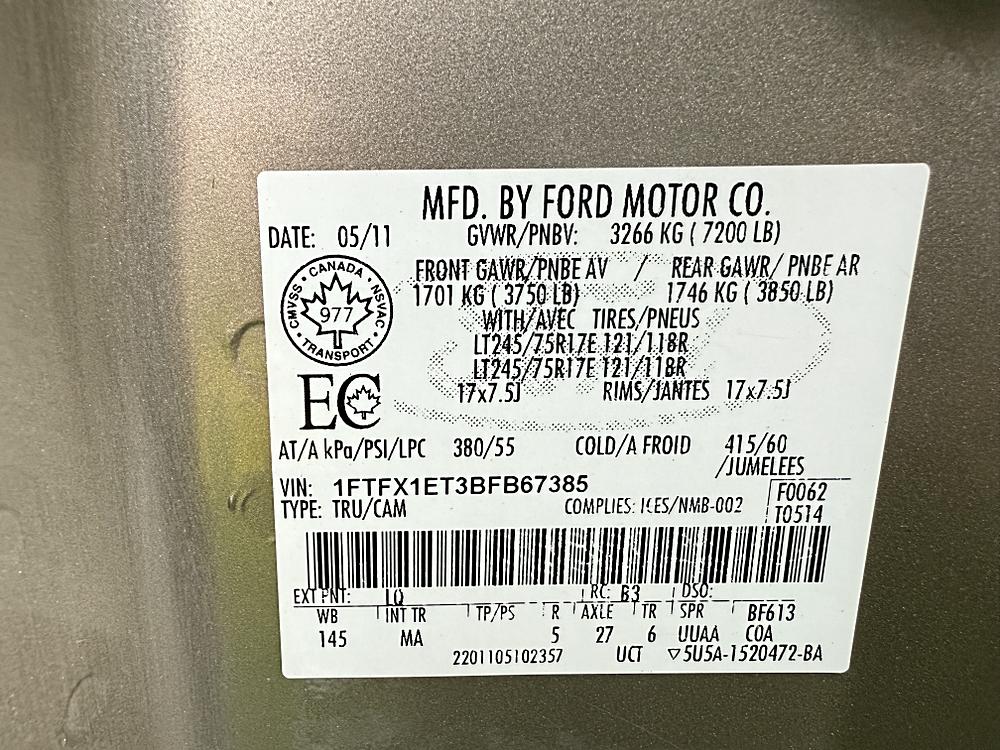 MFD. BY FORD MOTOR CO.
DATE: 05/11 GVWR/PNBV: 3266 KG ( 7200 LB)
FRONT GAWR/PNBE AV / REAR GAWR/ PNBE AR
1701 KG ( 3750 LB) 1746 KG ( 3850 LB)
WITH/AVEC TIRES/PNEUS
LT245/75R17E 121/118R
LT245/75R17E 121/118R
17x7.5J RIMS/JANTES 17x7.5J
CMVSS · CANADA · NSVAC · TRANSPORT ·
977
EC
AT/A kPa/PSI/LPC 380/55 COLD/A FROID 415/60
/JUMELEES
VIN: 1FTFX1ET3BFB67385 F0062
TYPE: TRU/CAM COMPLIES: ICES/NMB-002 T0514
EXT PNT: LQ RC: B3 DSO:
WB INT TR TP/PS R AXLE TR SPR BF613
145 MA 5 27 6 UUAA COA
2201105102357 UCT ▽5U5A-1520472-BA